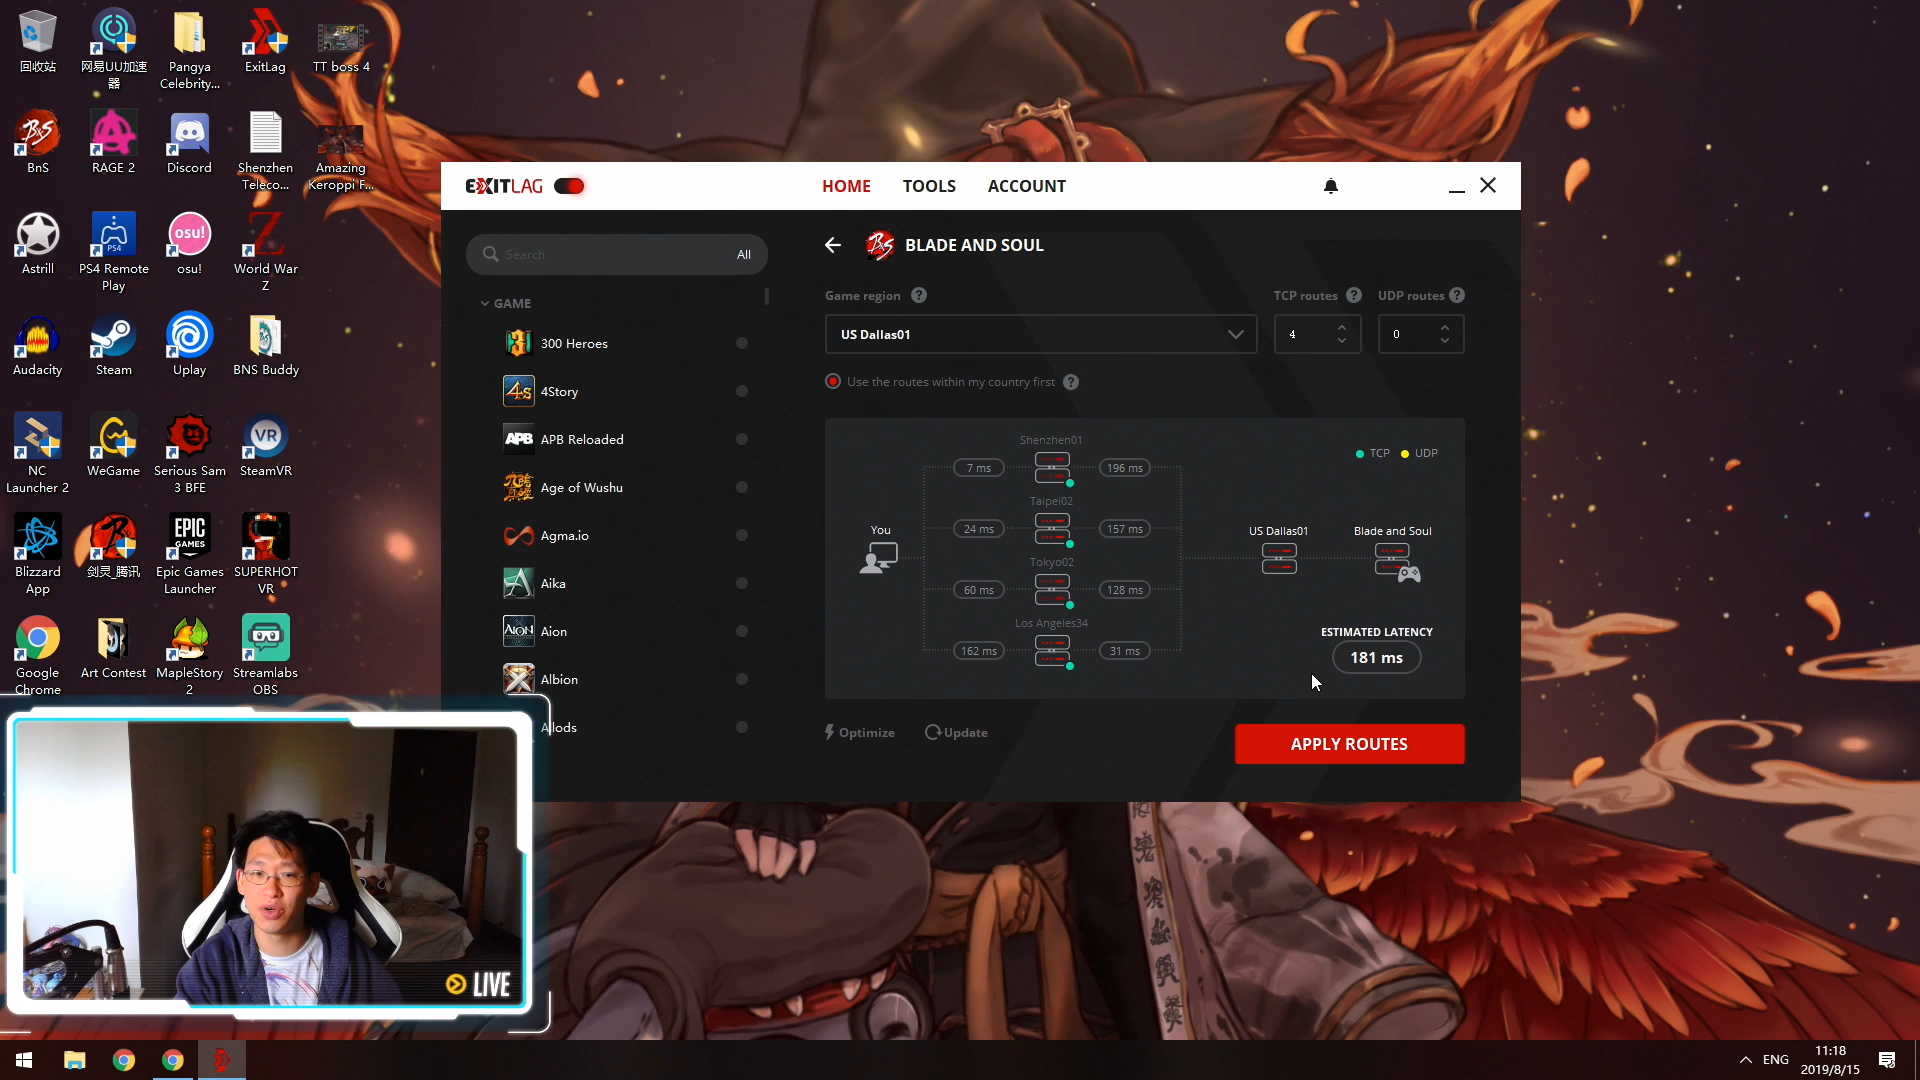 回收站
网易UU加速
器
Pangya
Celebrity...
ExitLag
TT boss 4
BnS
RAGE 2
Discord
Shenzhen
Teleco...
Amazing
Keroppi F...
Astrill
PS4 Remote
Play
osu!
World War
Z
Audacity
Steam
Uplay
BNS Buddy
NC
Launcher 2
WeGame
Serious Sam
3 BFE
SteamVR
Blizzard
App
剑灵_腾讯
Epic Games
Launcher
SUPERHOT
VR
Google
Chrome
Art Contest
MapleStory
2
Streamlabs
OBS
EXITLAG
HOME
TOOLS
ACCOUNT
Search
All
GAME
300 Heroes
4Story
APB Reloaded
Age of Wushu
Agma.io
Aika
Aion
Albion
Allods
BLADE AND SOUL
Game region
TCP routes
UDP routes
US Dallas01
4
0
Use the routes within my country first
Shenzhen01
7 ms
196 ms
TCP
UDP
Taipei02
24 ms
157 ms
You
US Dallas01
Blade and Soul
Tokyo02
60 ms
128 ms
Los Angeles34
162 ms
31 ms
ESTIMATED LATENCY
181 ms
Optimize
Update
APPLY ROUTES
LIVE
ENG
11:18
2019/8/15